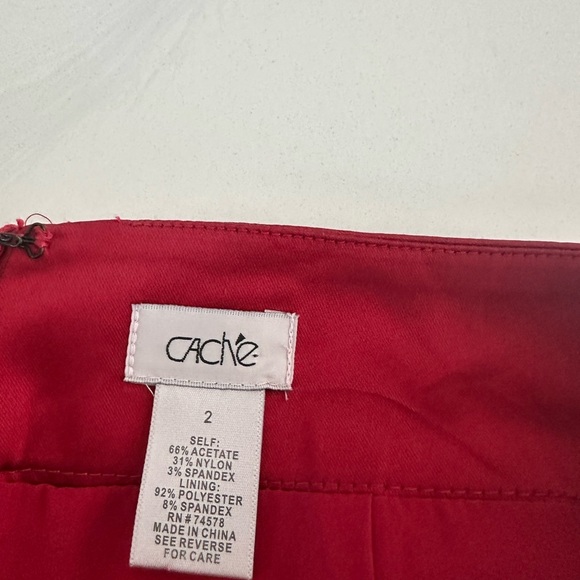 CAChé
2
SELF:
66% ACETATE
31% NYLON
3% SPANDEX
LINING:
92% POLYESTER
8% SPANDEX
RN # 74578
MADE IN CHINA
SEE REVERSE
FOR CARE